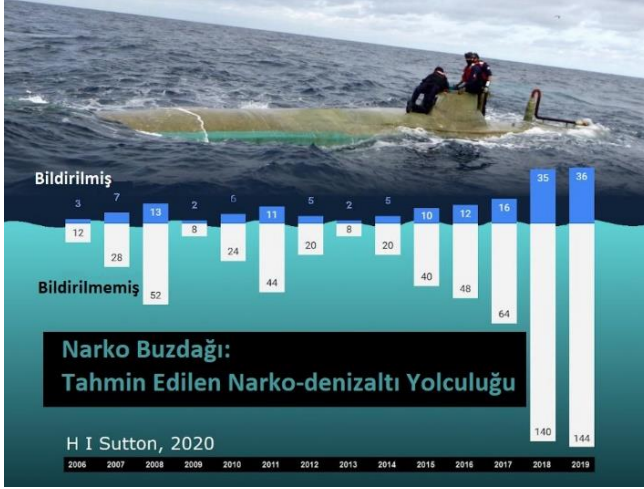 Bildirilmiş
3 7 13 2 6 11 5 2 5 10 12 16 35 36
12 28 52 8 24 44 20 8 20 40 48 64 140 144
Bildirilmemiş
Narko Buzdağı:
Tahmin Edilen Narko-denizaltı Yolculuğu
H I Sutton, 2020
2006 2007 2008 2009 2010 2011 2012 2013 2014 2015 2016 2017 2018 2019